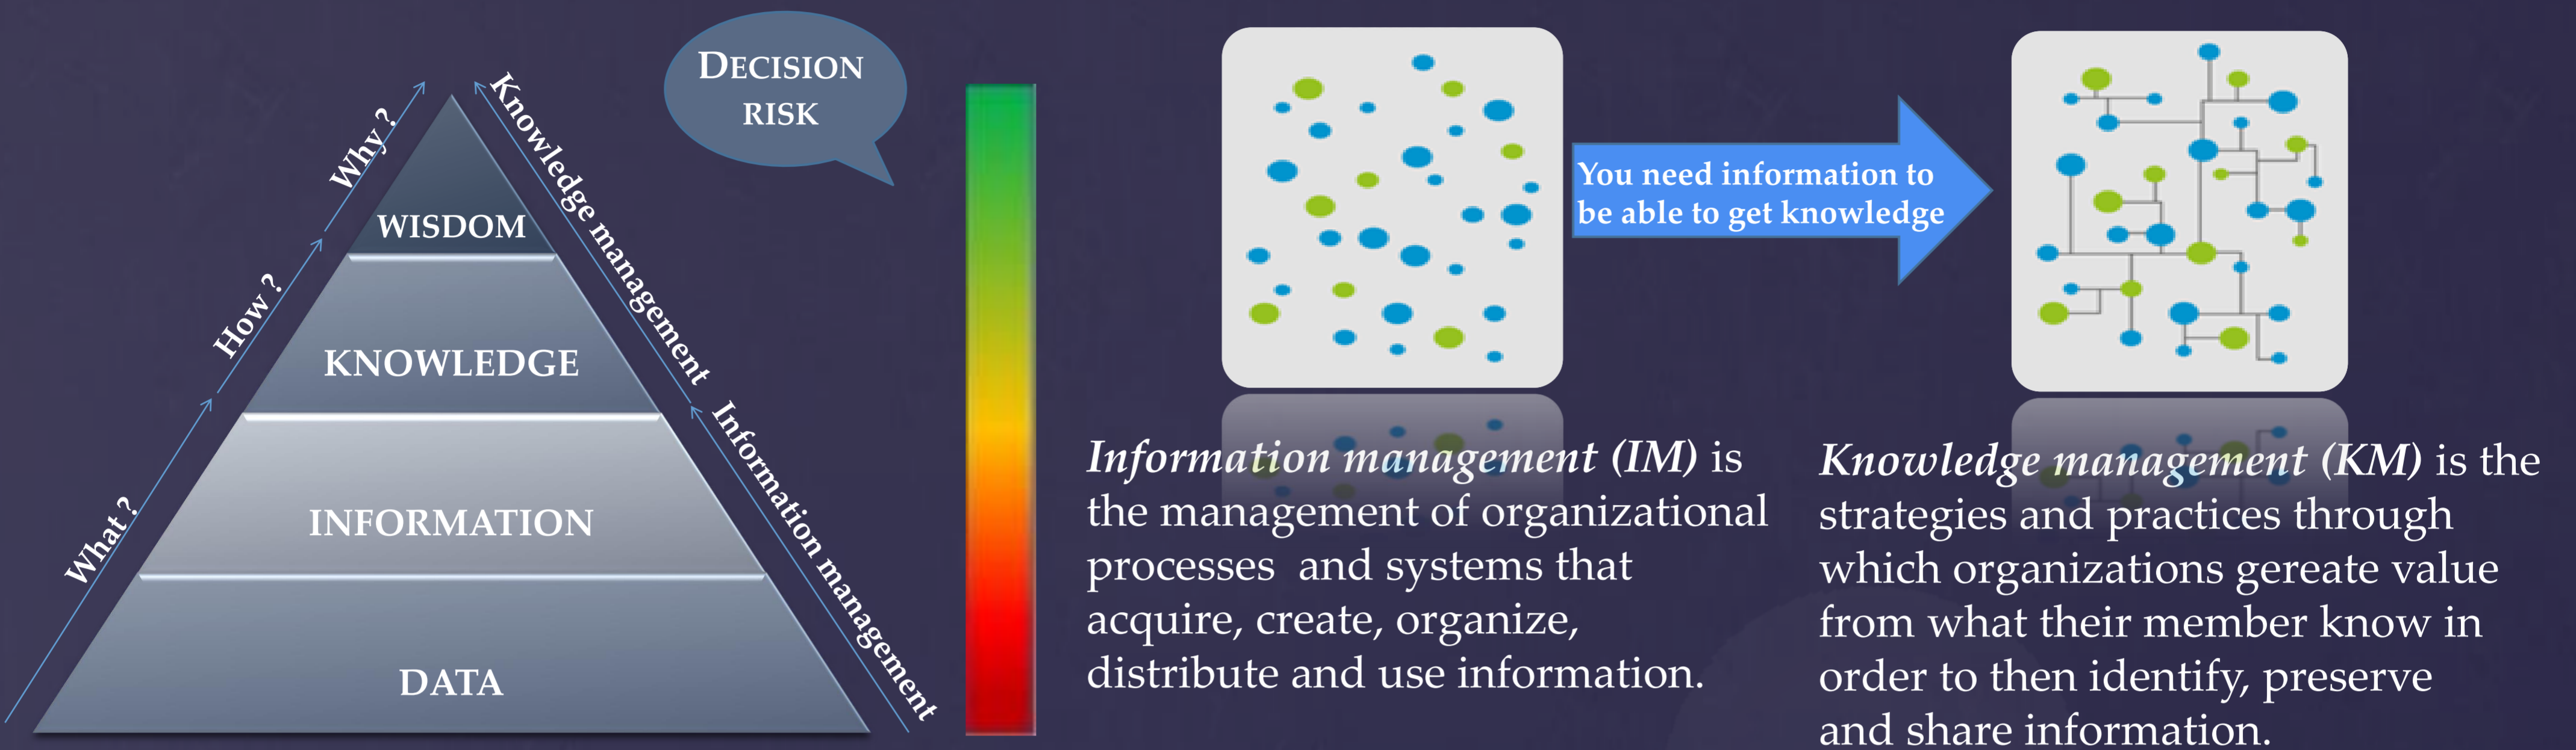 DECISION
RISK
Why ?
How ?
What ?
Knowledge management
Information management
WISDOM
KNOWLEDGE
INFORMATION
DATA
You need information to
be able to get knowledge
Information management (IM) is
the management of organizational
processes and systems that
acquire, create, organize,
distribute and use information.
Knowledge management (KM) is the
strategies and practices through
which organizations gereate value
from what their member know in
order to then identify, preserve
and share information.